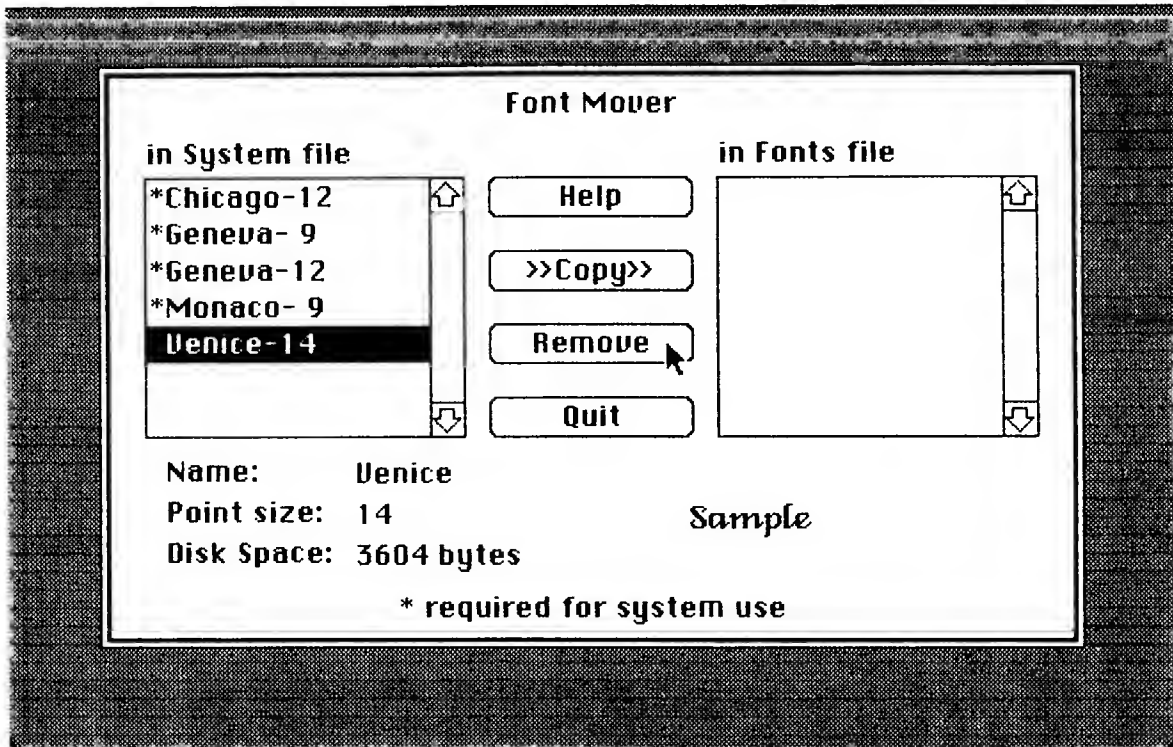 Font Mover
in System file
in Fonts file
*Chicago-12
*Geneva- 9
*Geneva-12
*Monaco- 9
Venice-14
Help
>>Copy>>
Remove
Quit
Name: Venice
Point size: 14
Disk Space: 3604 bytes
Sample
* required for system use